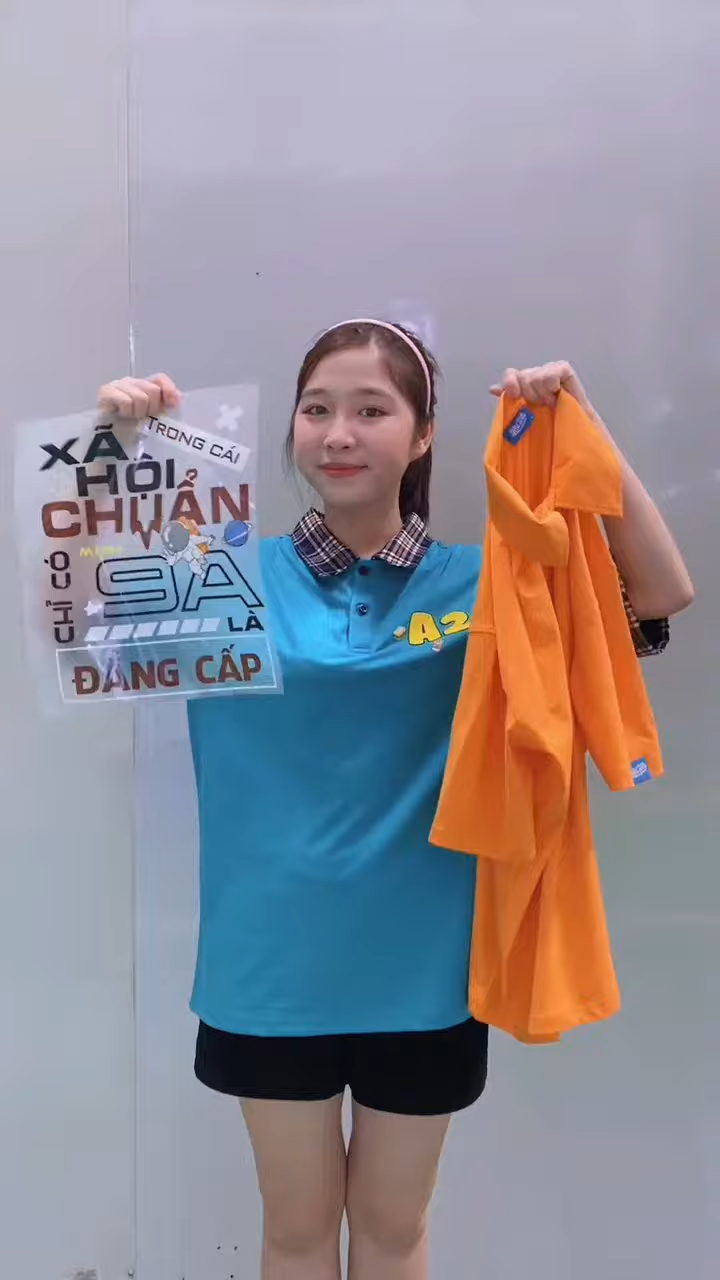 TRONG CÁI
XÃ
HỘI
CHUẨN
CHỈ CÓ
9A
LÀ
ĐẲNG CẤP
A2